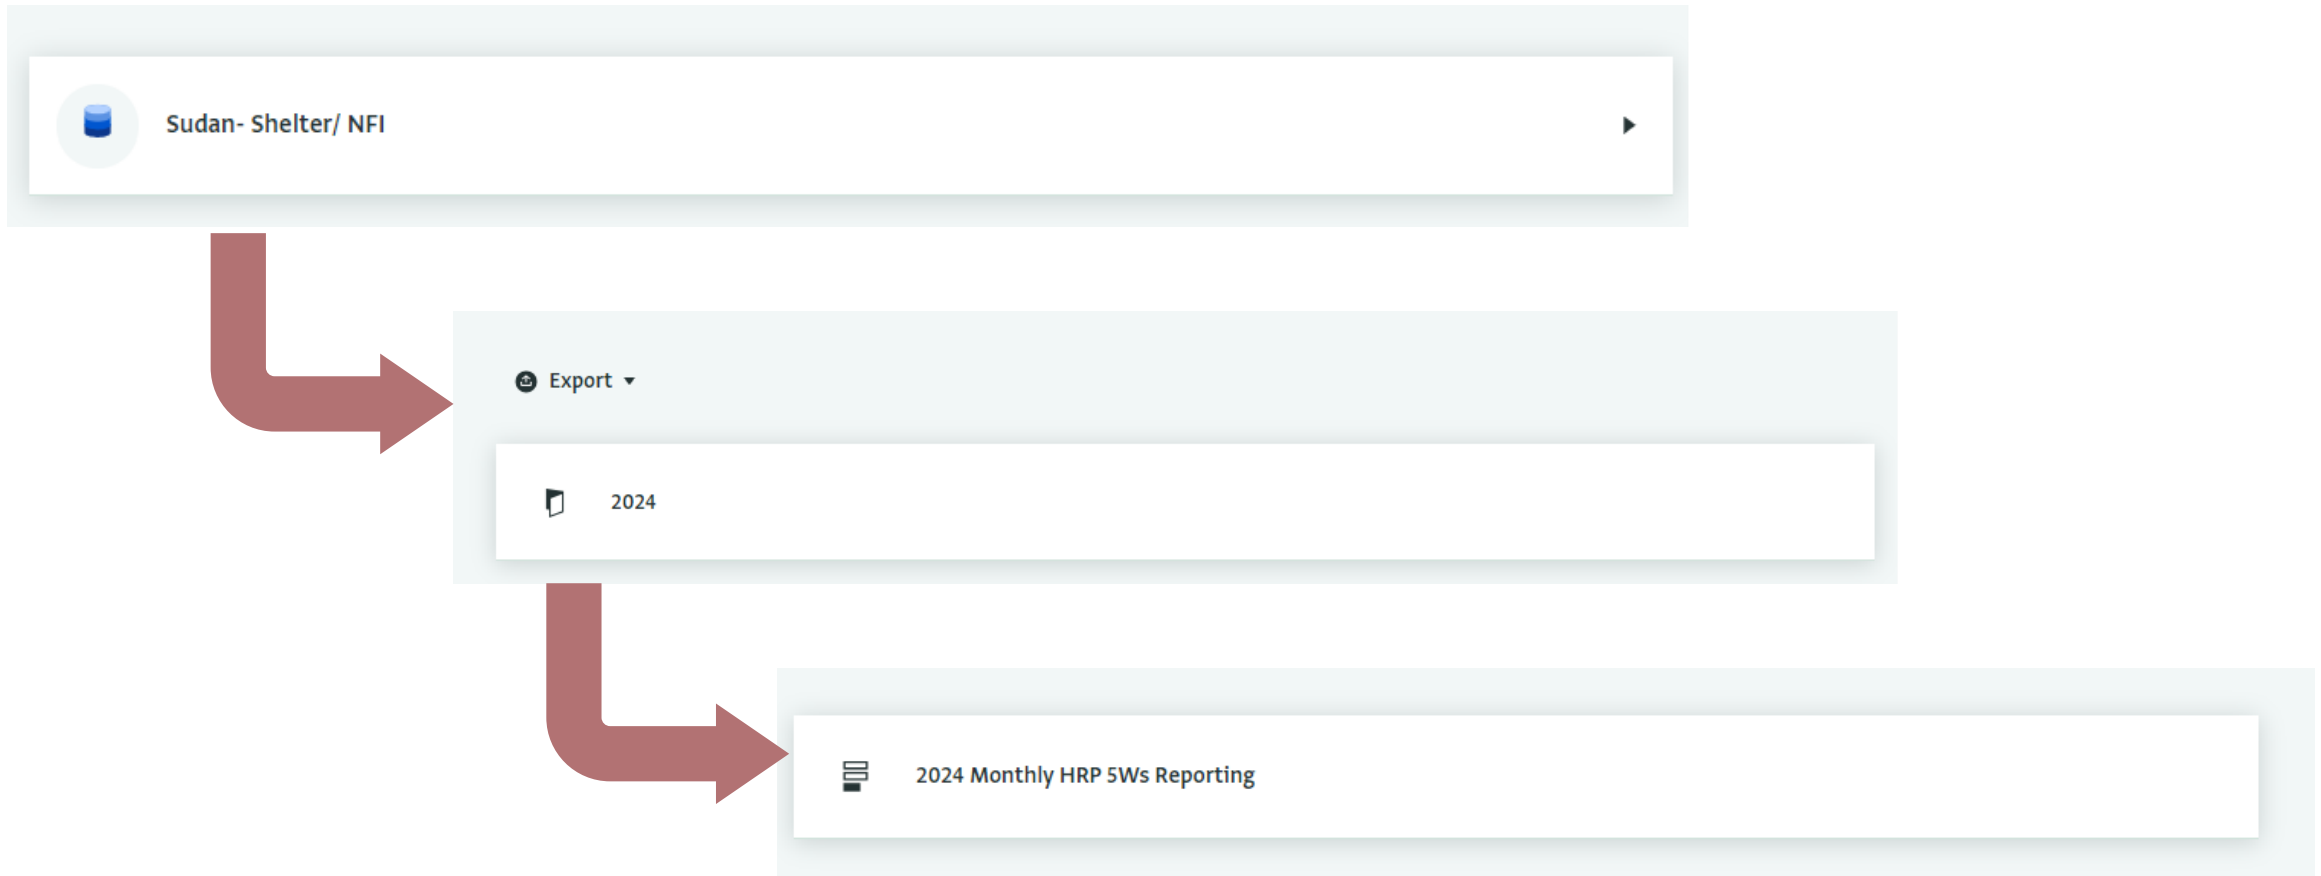 Sudan- Shelter/ NFI
Export
2024
2024 Monthly HRP 5Ws Reporting